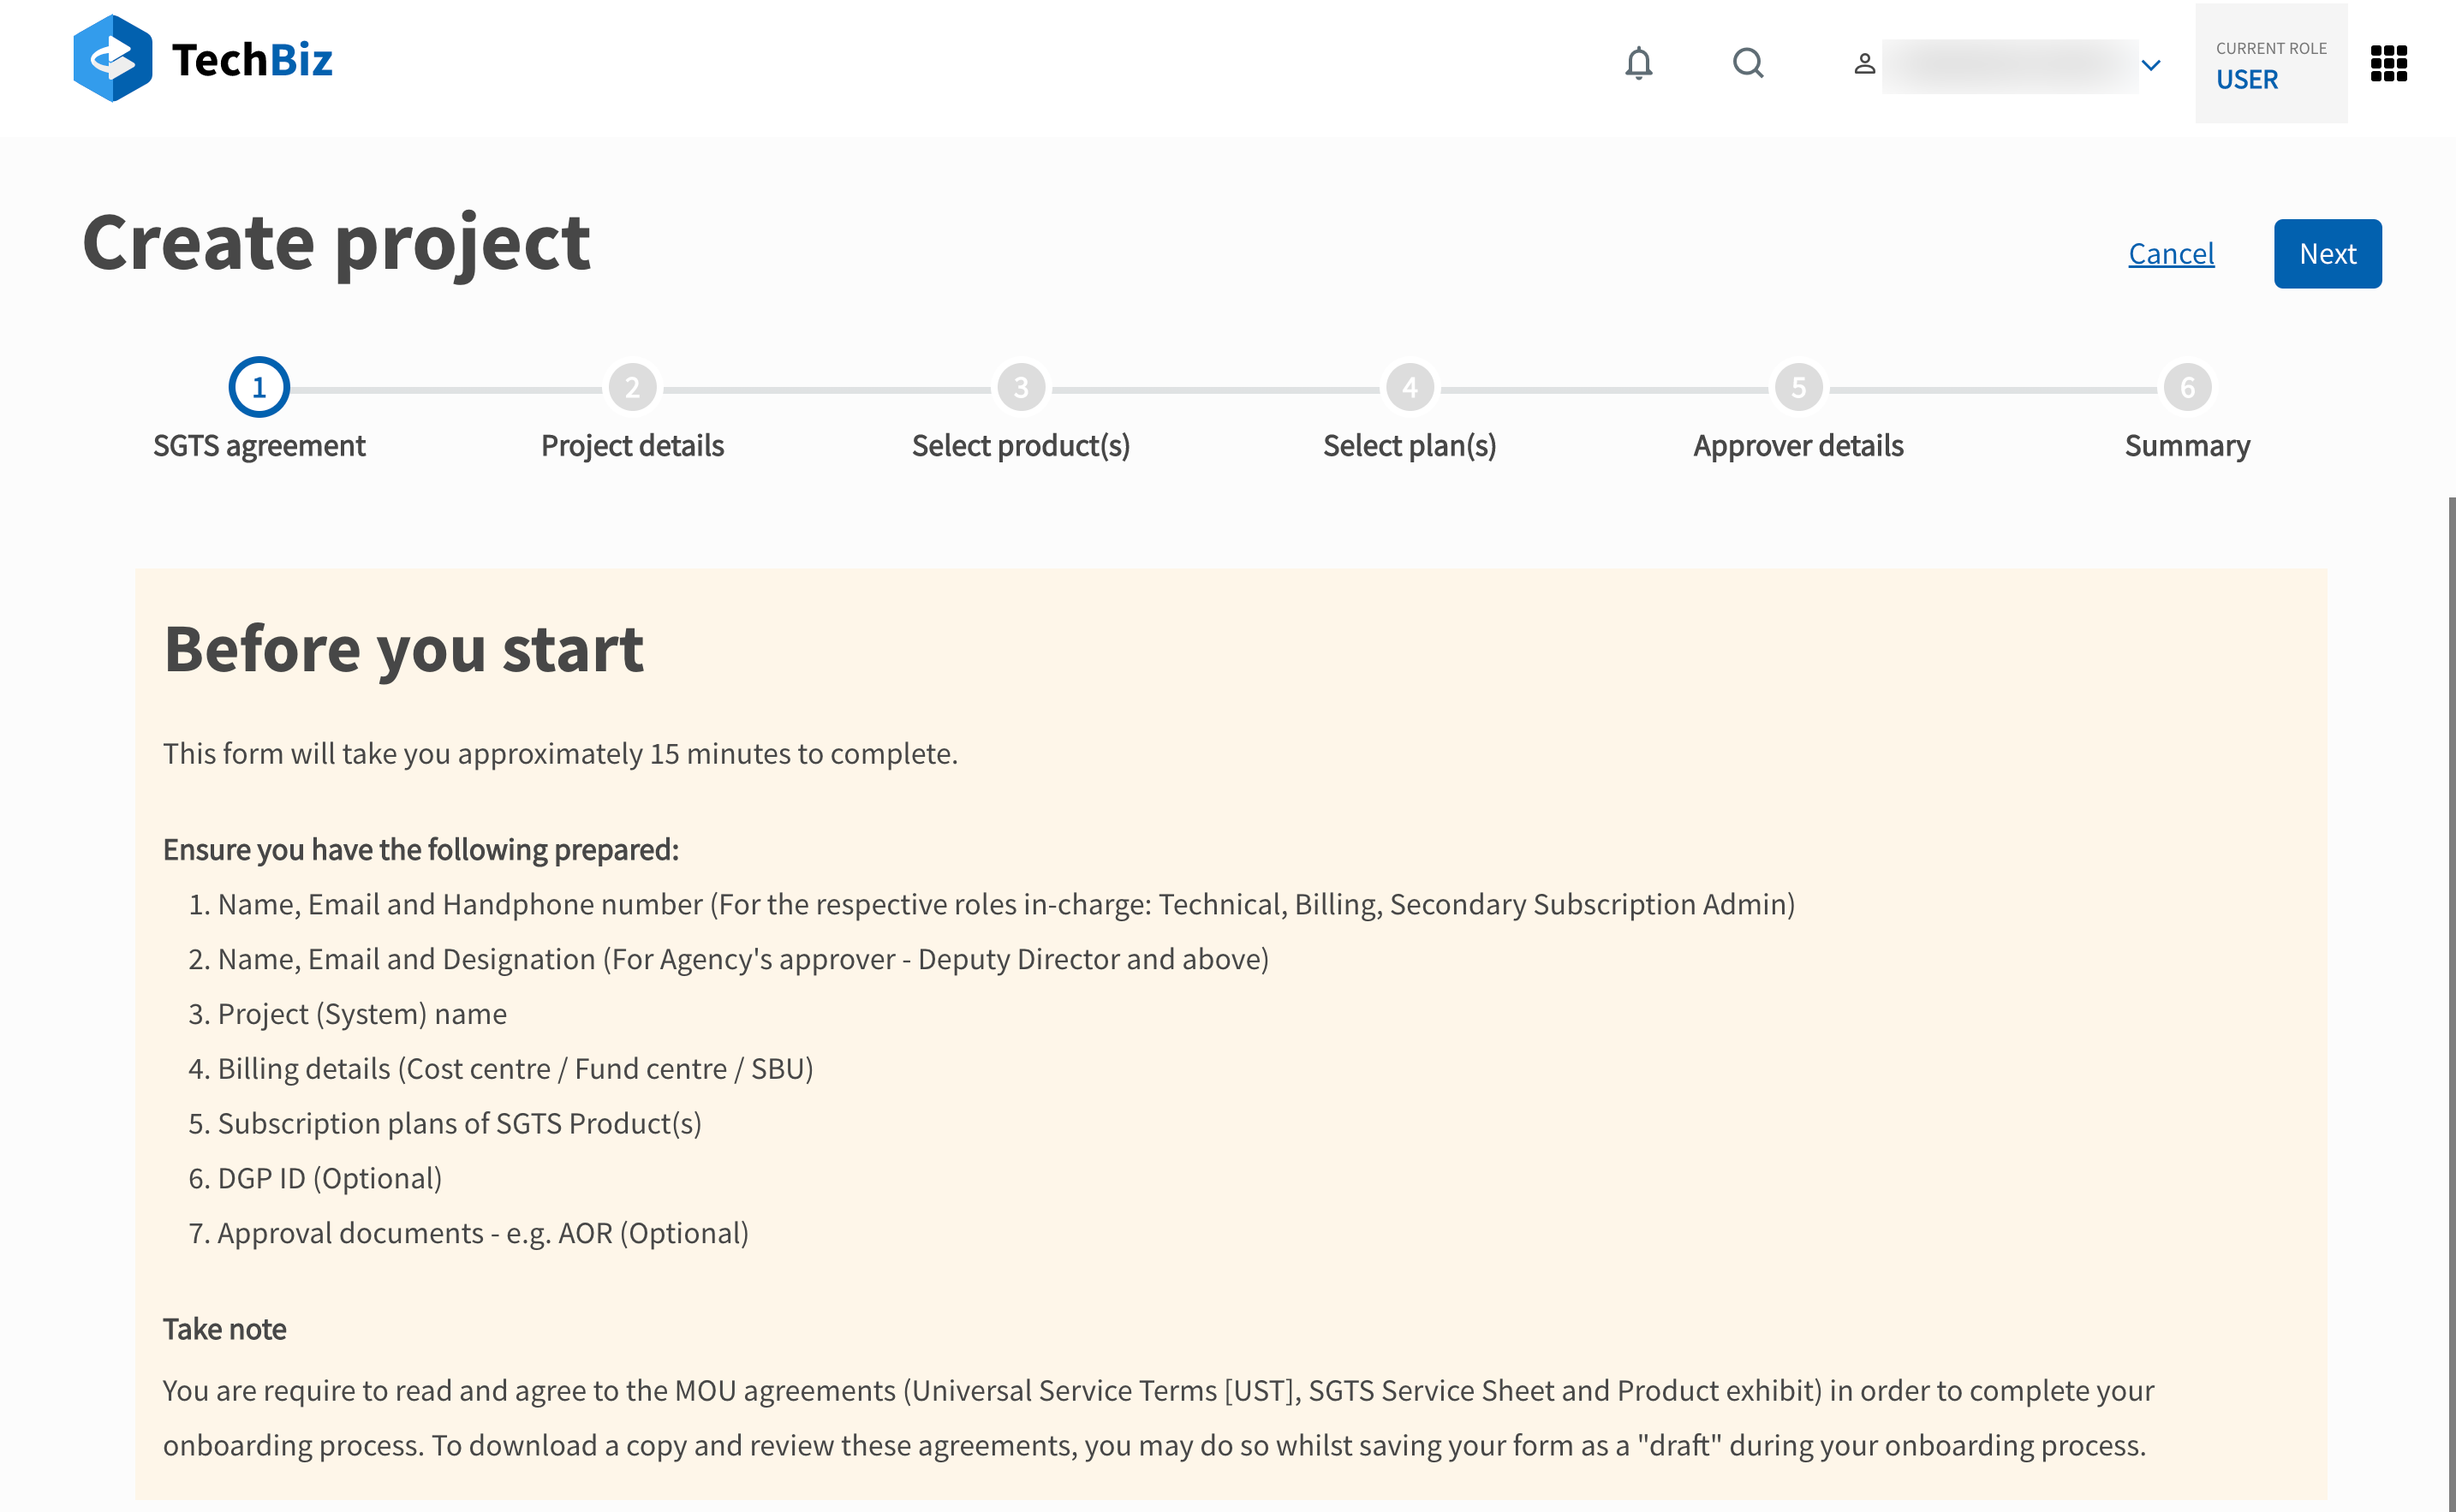 TechBiz
CURRENT ROLE
USER
Create project
Cancel
Next
1
2
3
4
5
6
SGTS agreement
Project details
Select product(s)
Select plan(s)
Approver details
Summary
Before you start
This form will take you approximately 15 minutes to complete.
Ensure you have the following prepared:
1. Name, Email and Handphone number (For the respective roles in-charge: Technical, Billing, Secondary Subscription Admin)
2. Name, Email and Designation (For Agency's approver - Deputy Director and above)
3. Project (System) name
4. Billing details (Cost centre / Fund centre / SBU)
5. Subscription plans of SGTS Product(s)
6. DGP ID (Optional)
7. Approval documents - e.g. AOR (Optional)
Take note
You are require to read and agree to the MOU agreements (Universal Service Terms [UST], SGTS Service Sheet and Product exhibit) in order to complete your
onboarding process. To download a copy and review these agreements, you may do so whilst saving your form as a "draft" during your onboarding process.